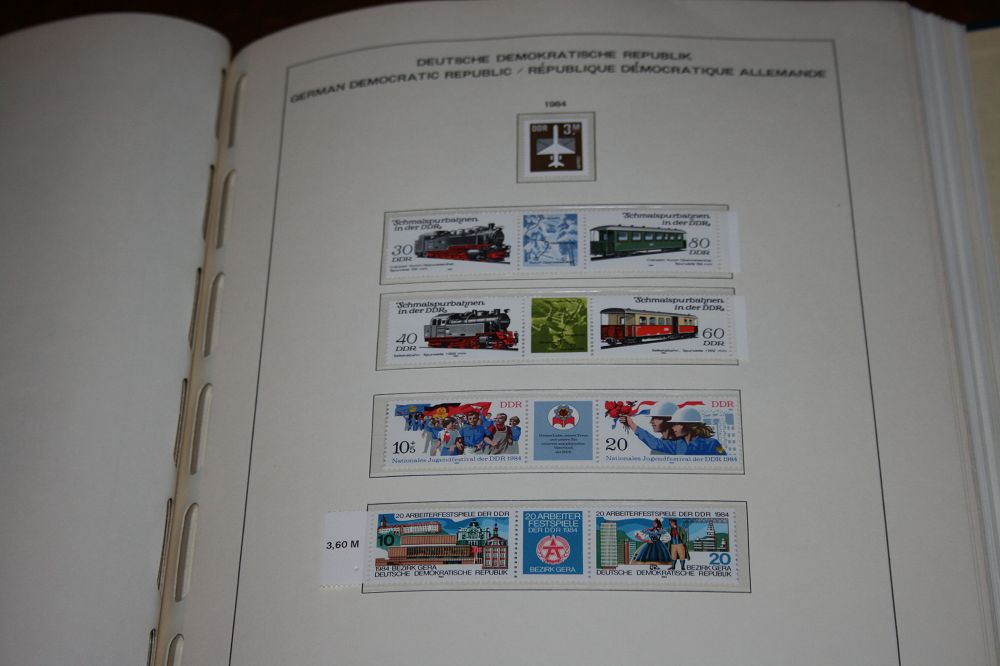 DEUTSCHE DEMOKRATISCHE REPUBLIK
GERMAN DEMOCRATIC REPUBLIC / RÉPUBLIQUE DÉMOCRATIQUE ALLEMANDE
1984
DDR 3 M
Schmalspurbahnen
in der DDR
30
DDR
Schmalspurbahnen
in der DDR
80
DDR
Schmalspurbahnen
in der DDR
40
DDR
Schmalspurbahnen
in der DDR
60
DDR
DDR
10+5
Nationales Jugendfestival der DDR 1984
DDR
20
Nationales Jugendfestival der DDR 1984
3,60 M
20. ARBEITERFESTSPIELE DER DDR
10
1984 BEZIRK GERA
DEUTSCHE DEMOKRATISCHE REPUBLIK
20. ARBEITER
FESTSPIELE
DER DDR
1984
BEZIRK GERA
20. ARBEITERFESTSPIELE DER DDR 1984
BEZIRK GERA
20
DEUTSCHE DEMOKRATISCHE REPUBLIK